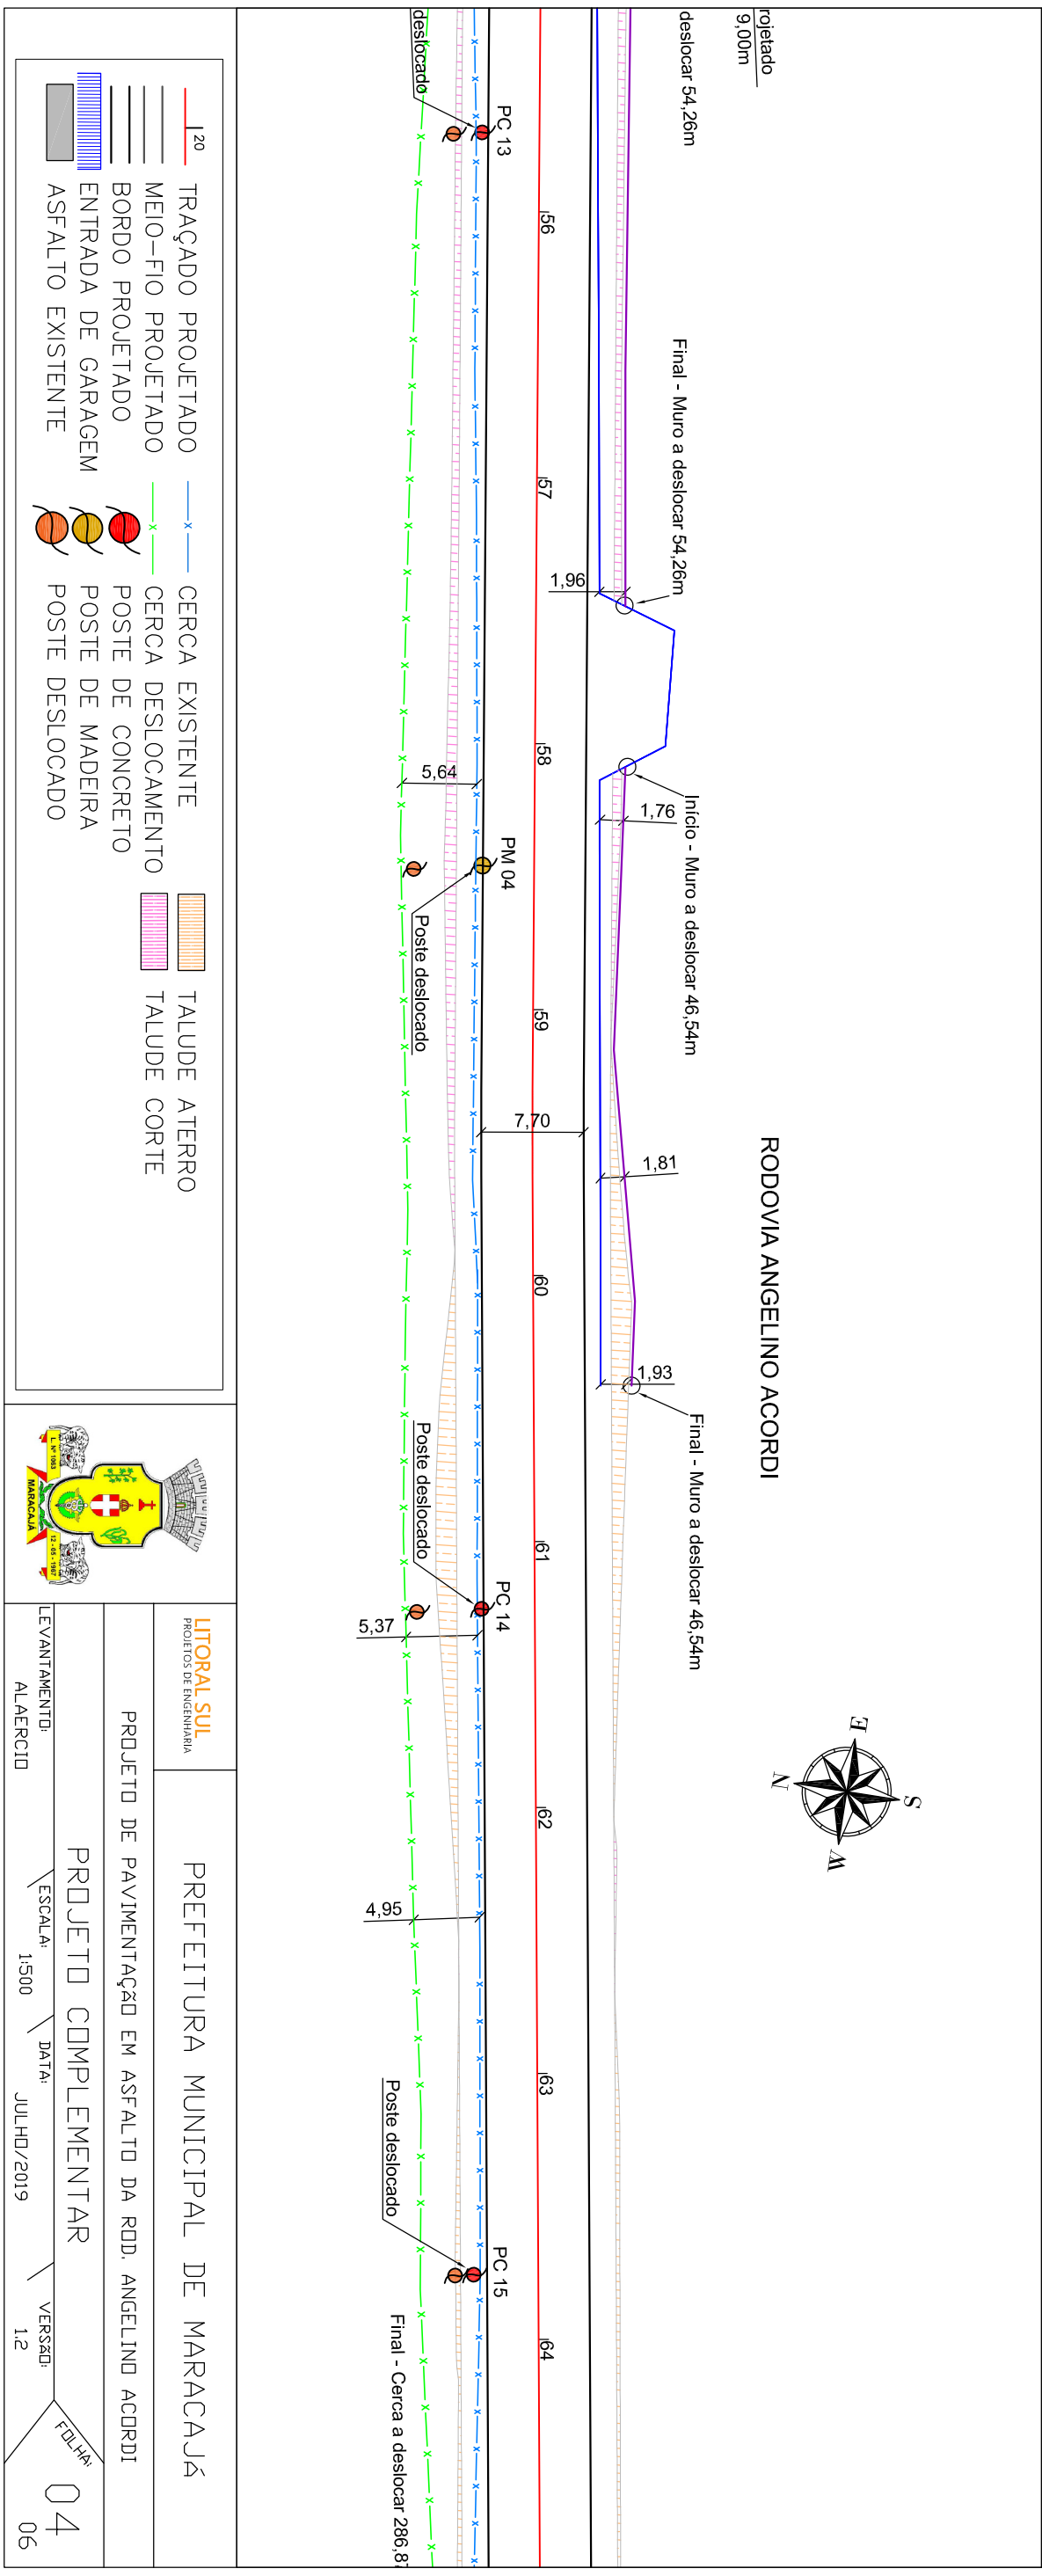 rojetado
9,00m
deslocar 54,26m
Final - Muro a deslocar 54,26m
Início - Muro a deslocar 46,54m
RODOVIA ANGELINO ACORDI
Final - Muro a deslocar 46,54m
E
S
N
W
1,96
1,76
1,81
1,93
56
57
58
59
60
61
62
63
64
7,70
PC 13
deslocado
5,64
PM 04
Poste deslocado
Poste deslocado
PC 14
5,37
4,95
Poste deslocado
PC 15
Final - Cerca a deslocar 286,8
20
TRAÇADO PROJETADO
MEIO-FIO PROJETADO
BORDO PROJETADO
ENTRADA DE GARAGEM
ASFALTO EXISTENTE
CERCA EXISTENTE
CERCA DESLOCAMENTO
POSTE DE CONCRETO
POSTE DE MADEIRA
POSTE DESLOCADO
TALUDE ATERRO
TALUDE CORTE
L. Nº 1063
MARACAJÁ
12 - 05 - 1967
LITORAL SUL
PROJETOS DE ENGENHARIA
PREFEITURA MUNICIPAL DE MARACAJÁ
PROJETO DE PAVIMENTAÇÃO EM ASFALTO DA ROD. ANGELINO ACORDI
PROJETO COMPLEMENTAR
LEVANTAMENTO:
ALAERCIO
ESCALA:
1:500
DATA:
JULHO/2019
VERSÃO:
1.2
FOLHA:
04
06